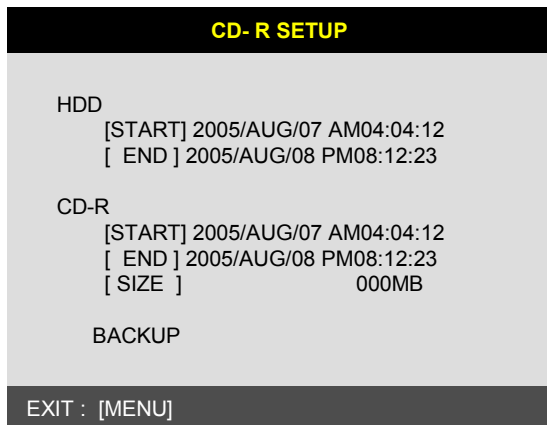 CD- R SETUP
HDD
[START] 2005/AUG/07 AM04:04:12
[ END ] 2005/AUG/08 PM08:12:23
CD-R
[START] 2005/AUG/07 AM04:04:12
[ END ] 2005/AUG/08 PM08:12:23
[ SIZE ] 000MB
BACKUP
EXIT : [MENU]